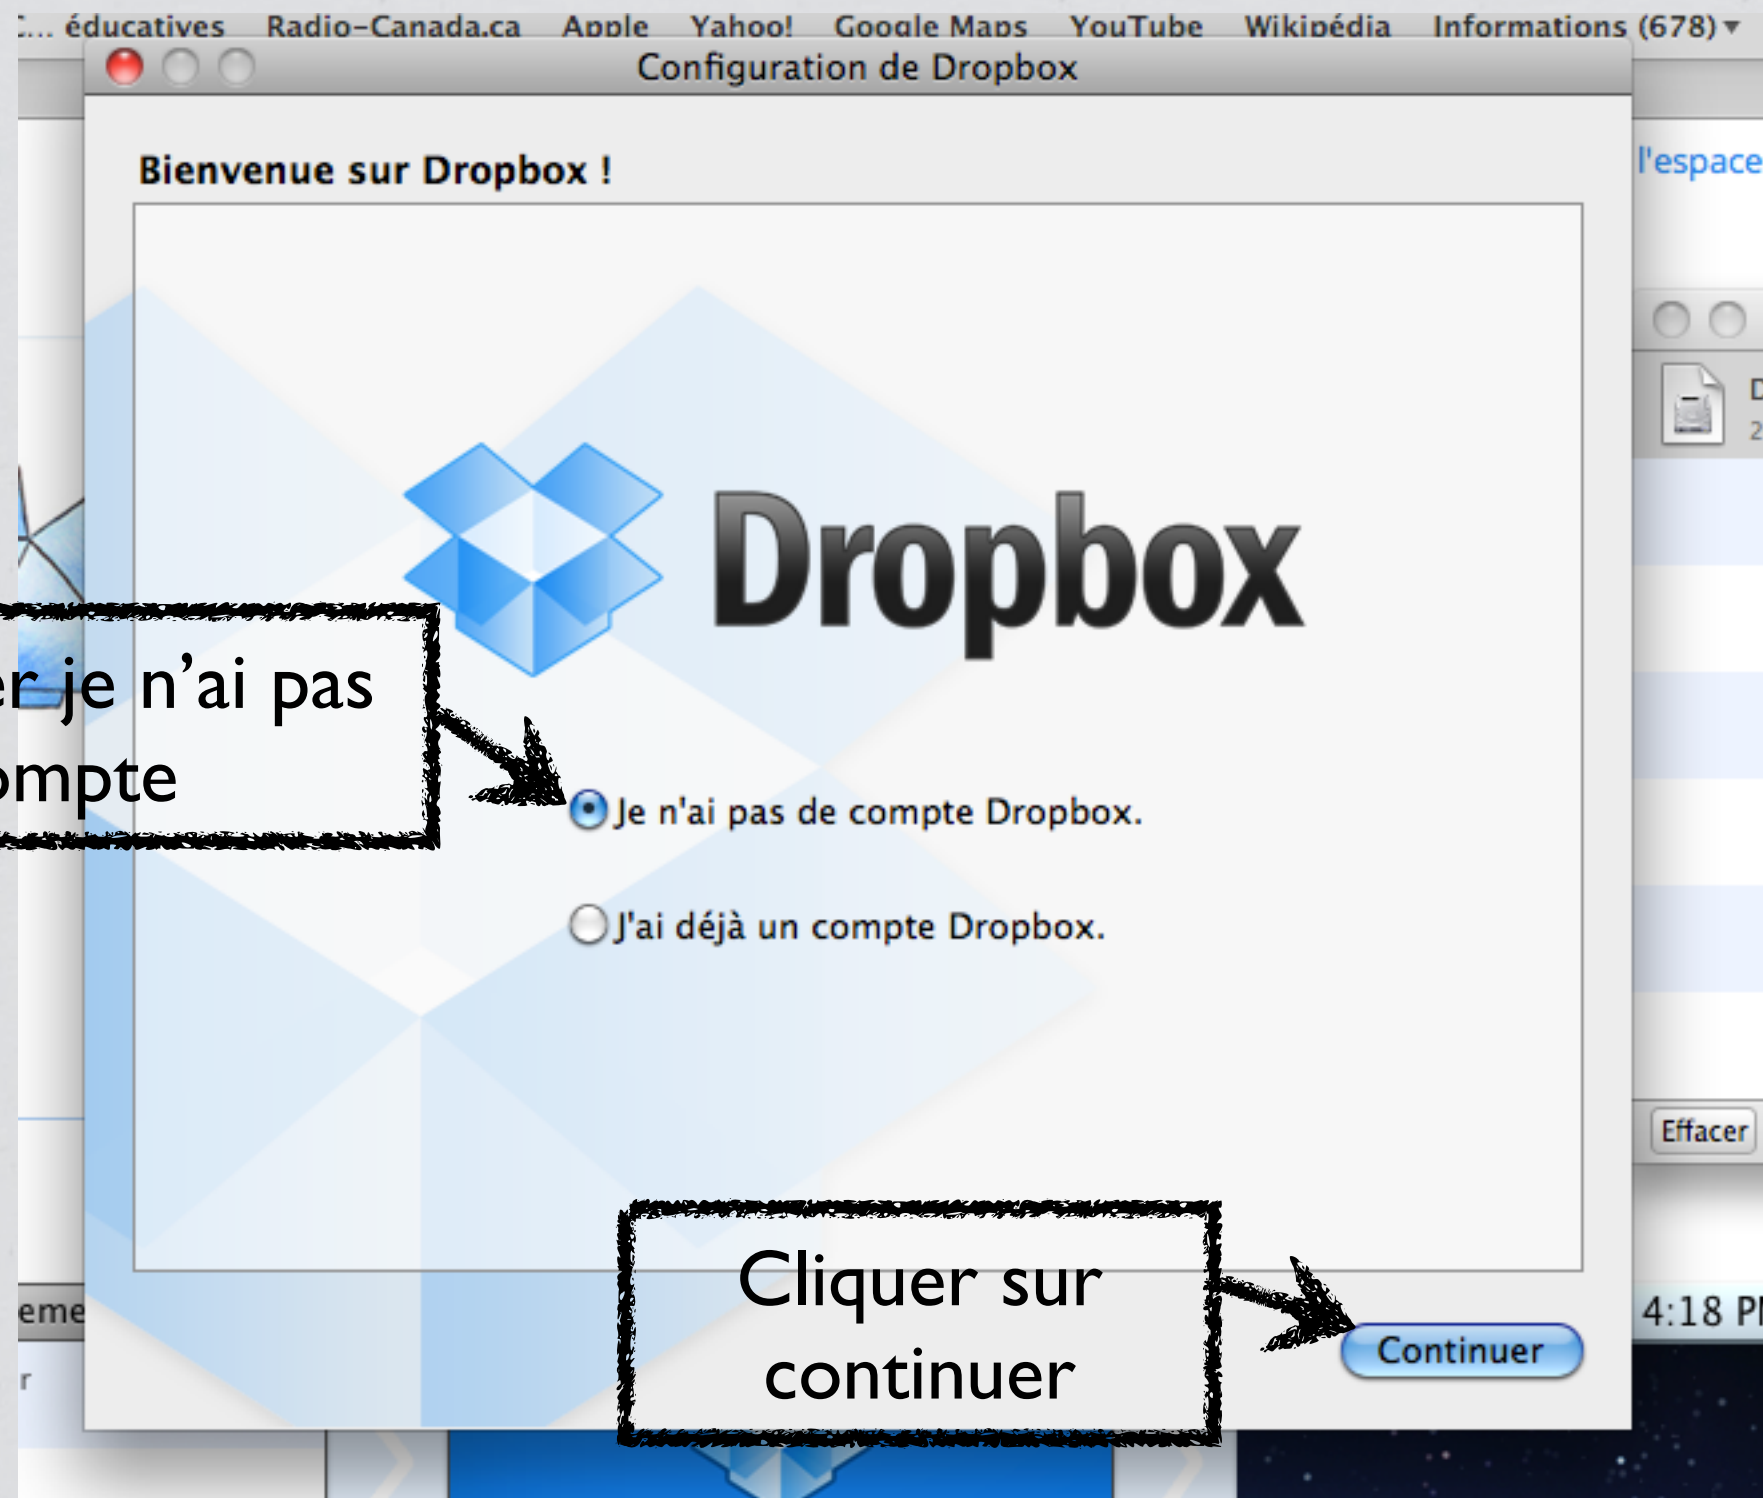 éducatives Radio-Canada.ca Apple Yahoo! Google Maps YouTube Wikipédia Informations (678)
Configuration de Dropbox
Bienvenue sur Dropbox !
l'espace
Dropbox
je n'ai pas
Je n'ai pas de compte Dropbox.
J'ai déjà un compte Dropbox.
Effacer
Cliquer sur
continuer
Continuer
4:18